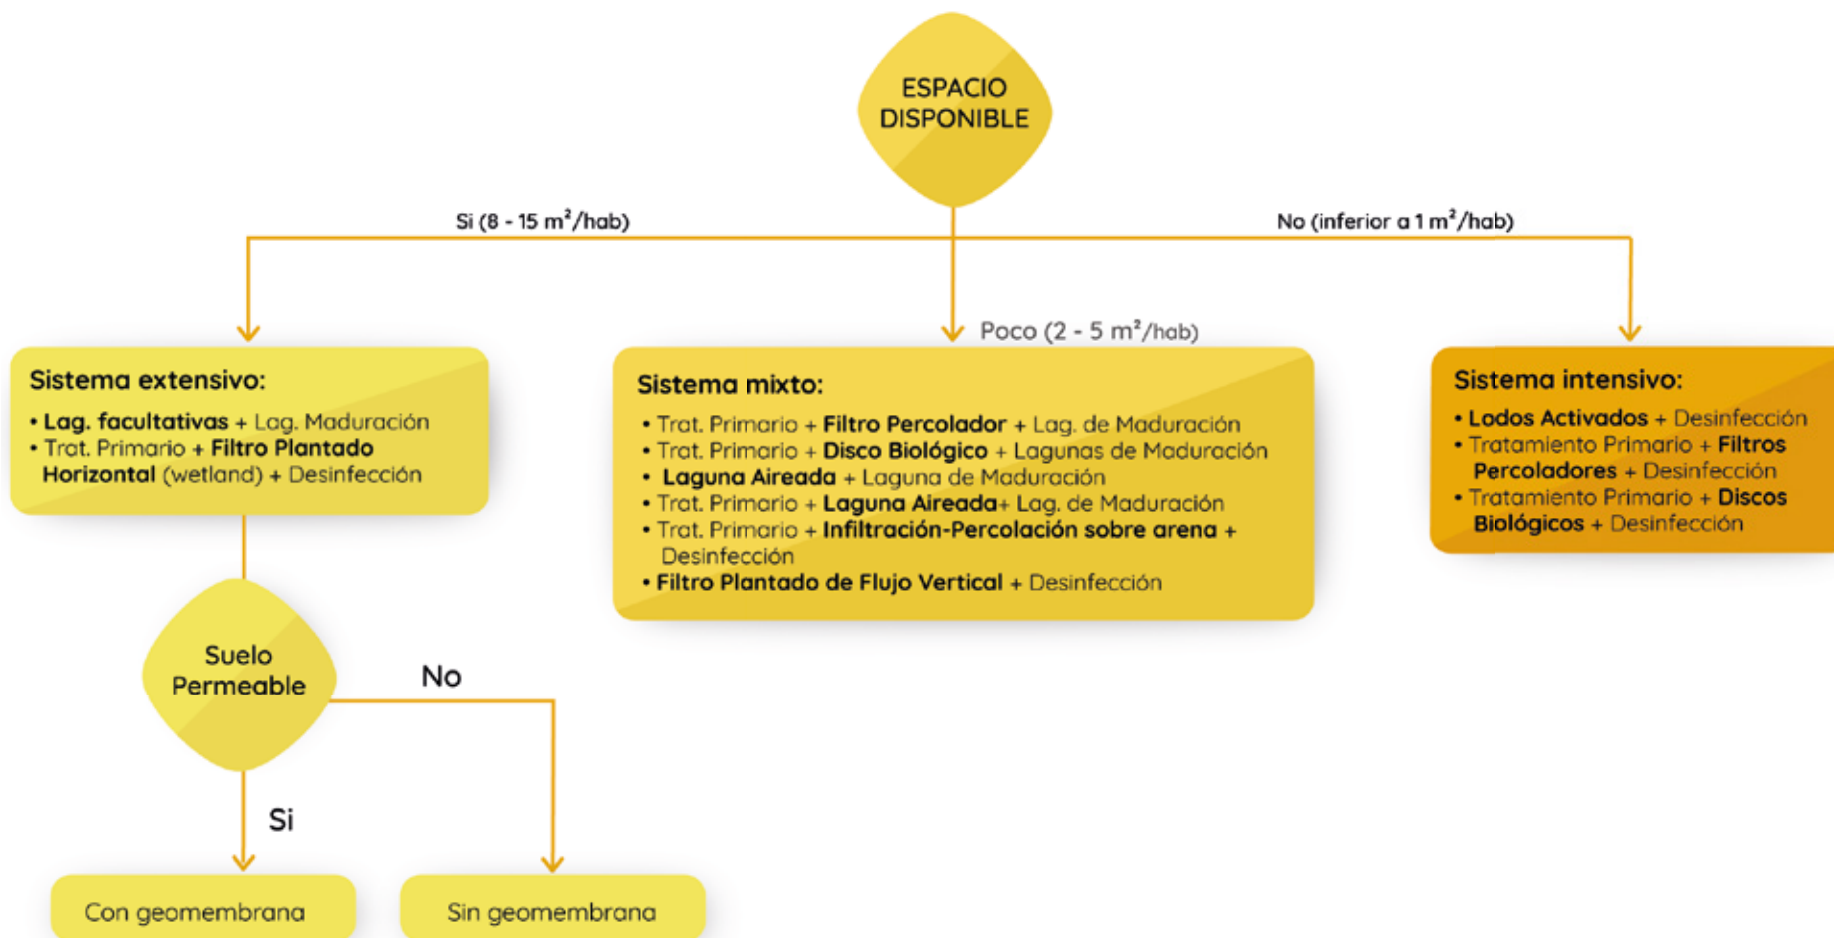 ESPACIO
DISPONIBLE
Si (8 - 15 m²/hab)
No (inferior a 1 m²/hab)
Poco (2 - 5 m²/hab)
Sistema extensivo:
• Lag. facultativas + Lag. Maduración
• Trat. Primario + Filtro Plantado
Horizontal (wetland) + Desinfección
Sistema mixto:
• Trat. Primario + Filtro Percolador + Lag. de Maduración
• Trat. Primario + Disco Biológico + Lagunas de Maduración
• Laguna Aireada + Laguna de Maduración
• Trat. Primario + Laguna Aireada+ Lag. de Maduración
• Trat. Primario + Infiltración-Percolación sobre arena +
Desinfección
• Filtro Plantado de Flujo Vertical + Desinfección
Sistema intensivo:
• Lodos Activados + Desinfección
• Tratamiento Primario + Filtros
Percoladores + Desinfección
• Tratamiento Primario + Discos
Biológicos + Desinfección
Suelo
Permeable
No
Si
Con geomembrana
Sin geomembrana